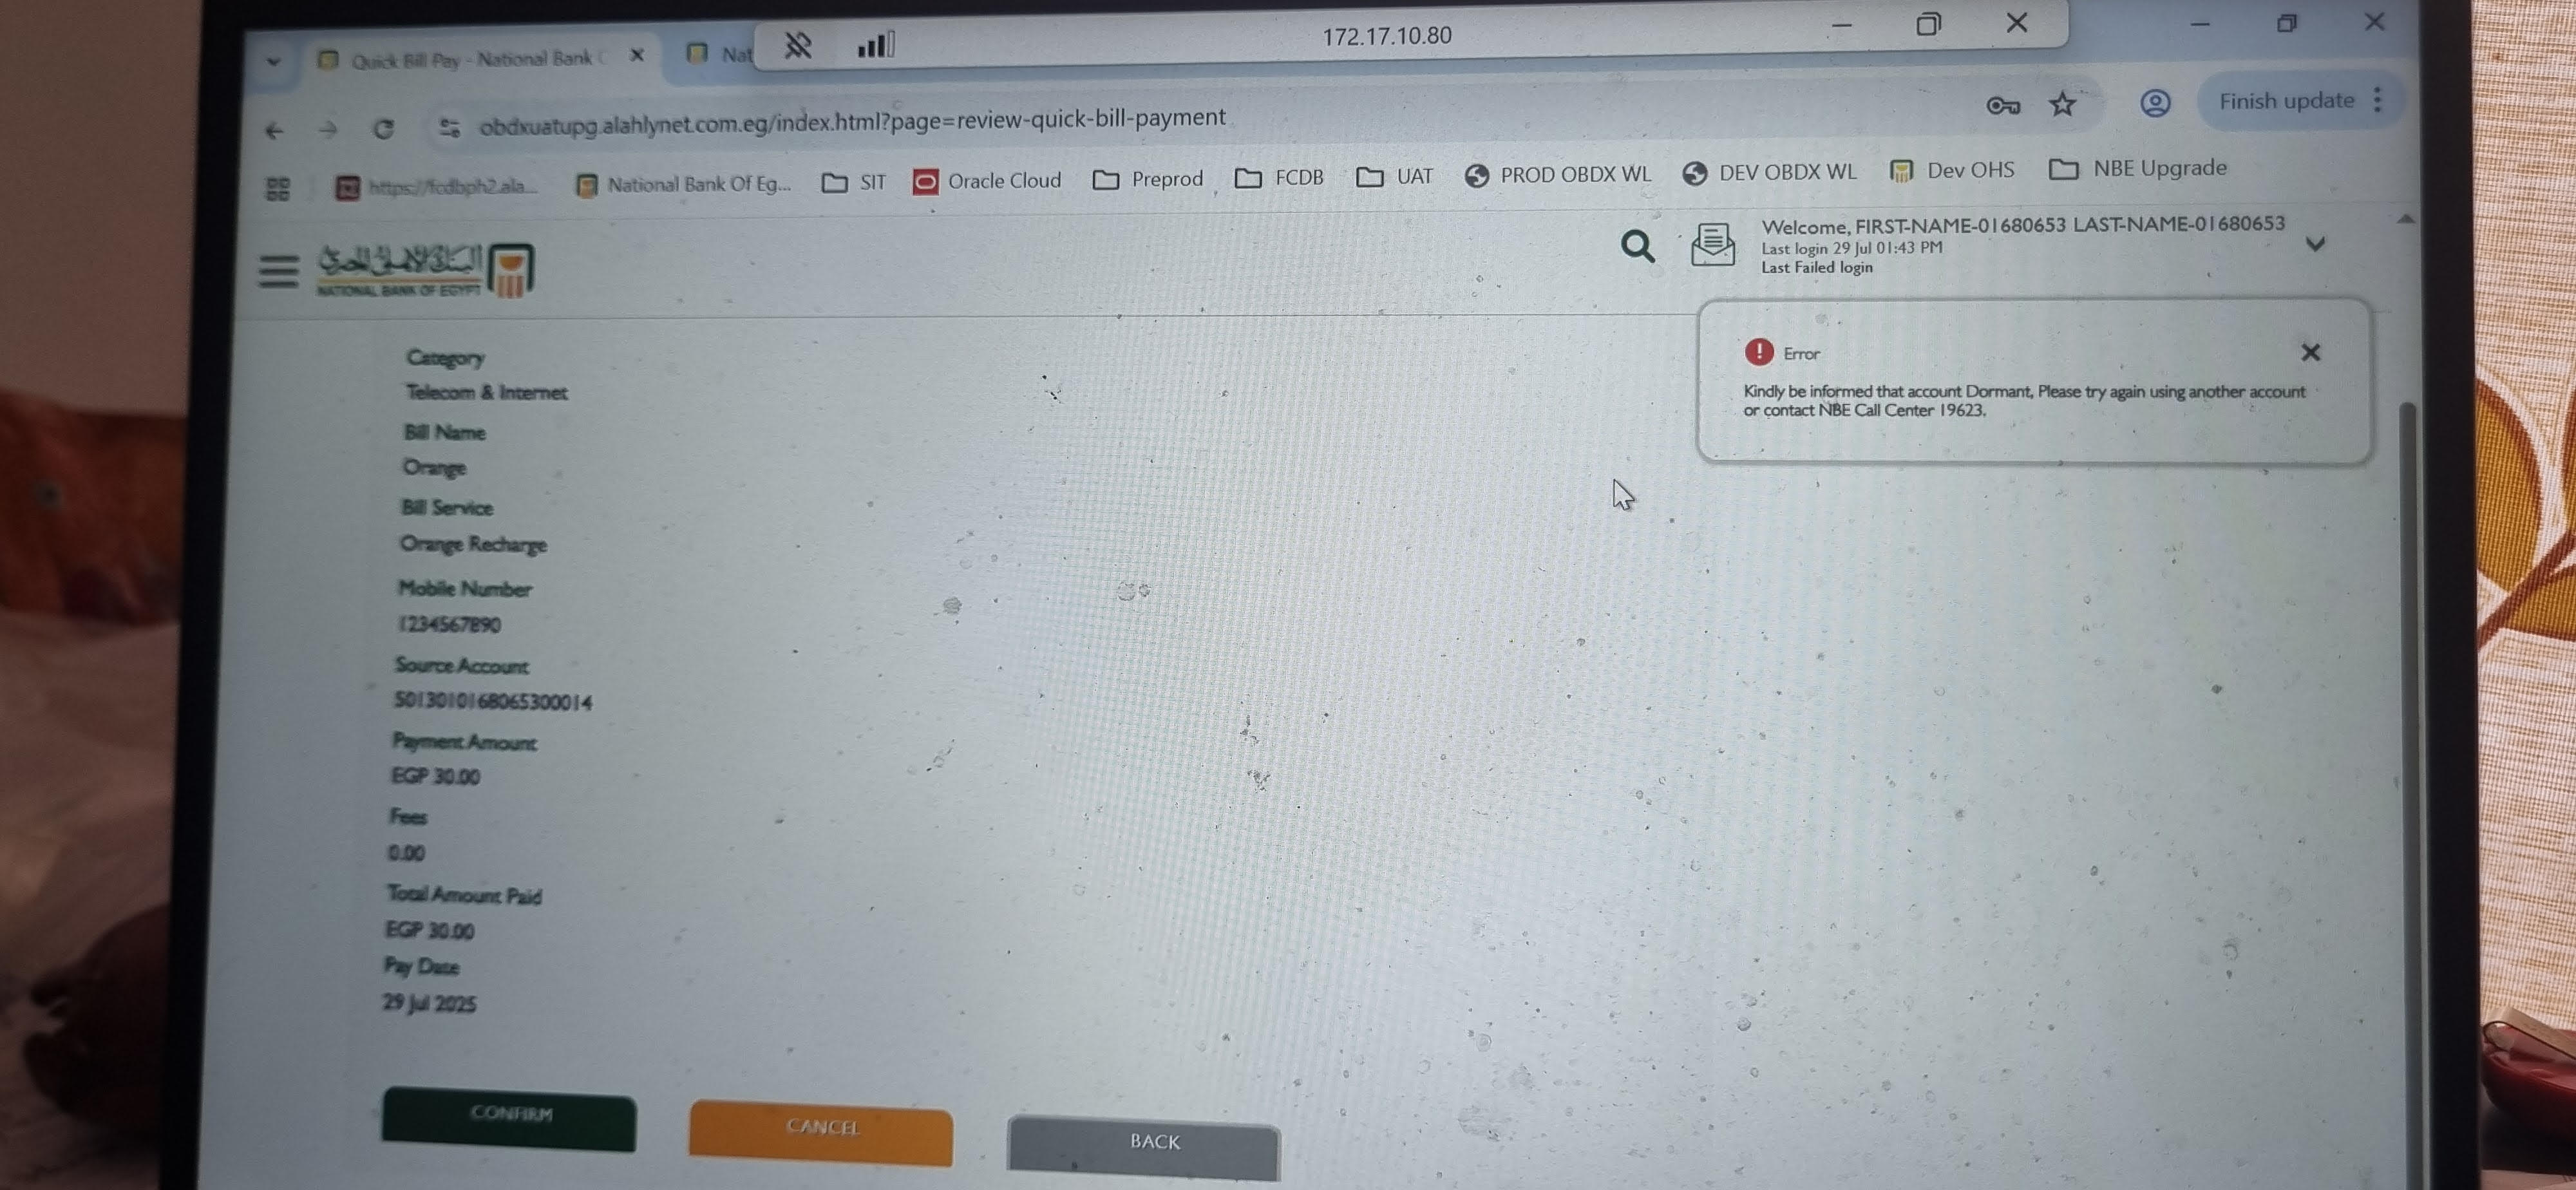 172.17.10.80
Quick Bill Pay - National Bank
Nat
obdxuatupg.alahlynet.com.eg/index.html?page=review-quick-bill-payment
Finish update
https://fcdbph2.ala...
National Bank Of Eg...
SIT
Oracle Cloud
Preprod
FCDB
UAT
PROD OBDX WL
DEV OBDX WL
Dev OHS
NBE Upgrade
البنك الأهلي المصري
NATIONAL BANK OF EGYPT
Welcome, FIRST-NAME-01680653 LAST-NAME-01680653
Last login 29 Jul 01:43 PM
Last Failed login
Error
Kindly be informed that account Dormant, Please try again using another account
or contact NBE Call Center 19623.
Category
Telecom & Internet
Bill Name
Orange
Bill Service
Orange Recharge
Mobile Number
1234567890
Source Account
5013010168065300014
Payment Amount
EGP 30.00
Fees
0.00
Total Amount Paid
EGP 30.00
Pay Date
29 Jul 2025
CONFIRM
CANCEL
BACK